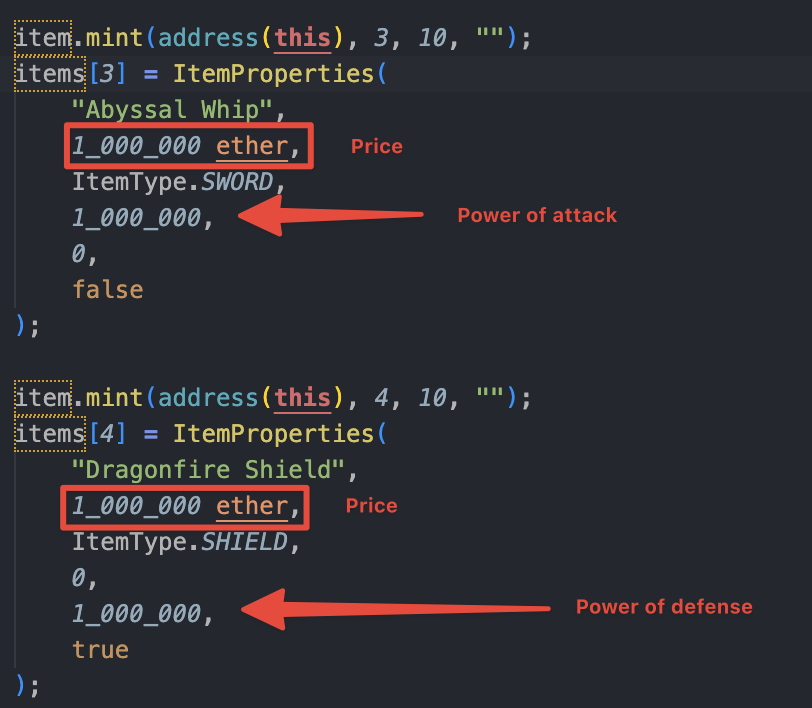 item.mint(address(this), 3, 10, "");
items[3] = ItemProperties(
"Abyssal Whip",
1_000_000 ether, Price
ItemType.SWORD,
1_000_000, Power of attack
0,
false
);
item.mint(address(this), 4, 10, "");
items[4] = ItemProperties(
"Dragonfire Shield",
1_000_000 ether, Price
ItemType.SHIELD,
0,
1_000_000, Power of defense
true
);